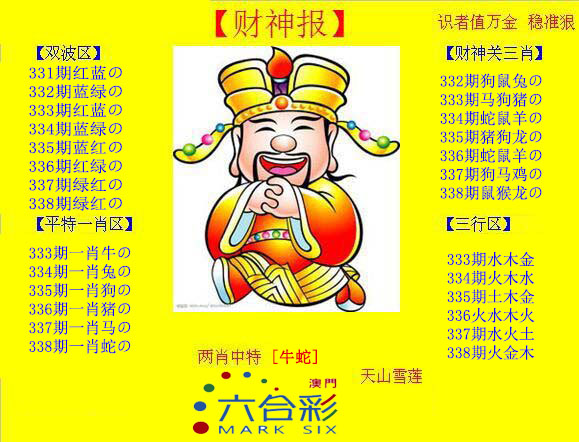 【财神报】
识者值万金 稳准狠
【双波区】
331期红蓝の
332期蓝绿の
333期红蓝の
334期蓝绿の
335期蓝红の
336期红绿の
337期绿红の
338期绿红の
【平特一肖区】
333期一肖牛の
334期一肖兔の
335期一肖狗の
336期一肖猪の
337期一肖马の
338期一肖蛇の
【财神关三肖】
332期狗鼠兔の
333期马狗猪の
334期蛇鼠羊の
335期猪狗龙の
336期蛇鼠羊の
337期狗马鸡の
338期鼠猴龙の
【三行区】
333期水木金
334期火木水
335期土木金
336火水木火
337期水火土
338期火金木
两肖中特 [牛蛇]
天山雪莲
澳門
六合彩
MARK SIX